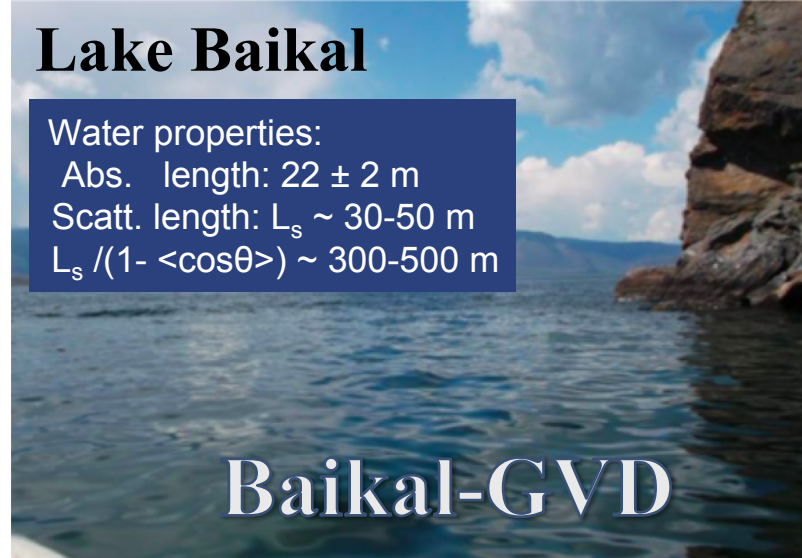 Lake Baikal
Water properties:
Abs. length: 22 ± 2 m
Scatt. length: Lₛ ~ 30-50 m
Lₛ /(1- <cosθ>) ~ 300-500 m
Baikal-GVD